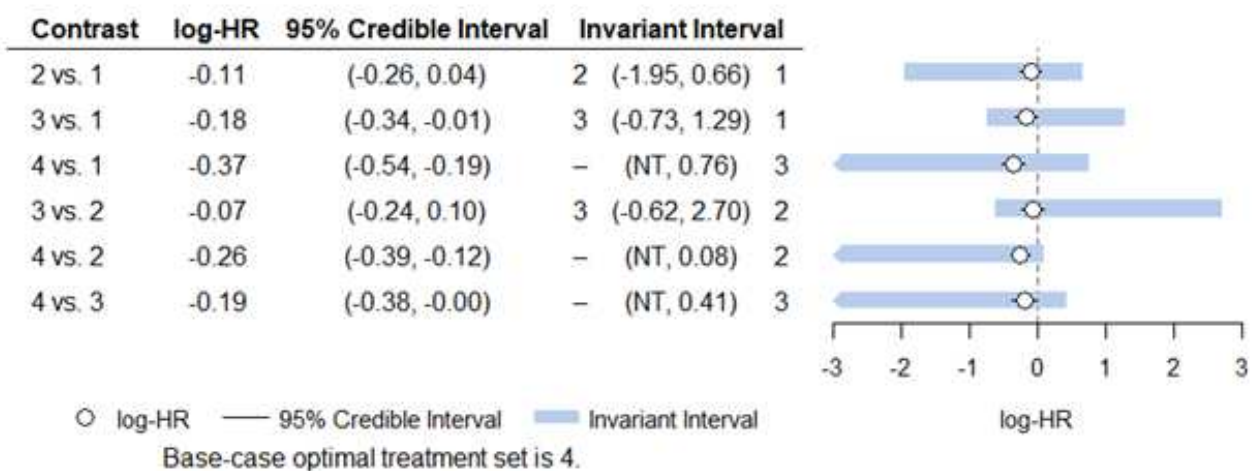 Contrast log-HR 95% Credible Interval Invariant Interval
2 vs. 1 -0.11 (-0.26, 0.04) 2 (-1.95, 0.66) 1
3 vs. 1 -0.18 (-0.34, -0.01) 3 (-0.73, 1.29) 1
4 vs. 1 -0.37 (-0.54, -0.19) – (NT, 0.76) 3
3 vs. 2 -0.07 (-0.24, 0.10) 3 (-0.62, 2.70) 2
4 vs. 2 -0.26 (-0.39, -0.12) – (NT, 0.08) 2
4 vs. 3 -0.19 (-0.38, -0.00) – (NT, 0.41) 3
-3 -2 -1 0 1 2 3
log-HR 95% Credible Interval Invariant Interval log-HR
Base-case optimal treatment set is 4.